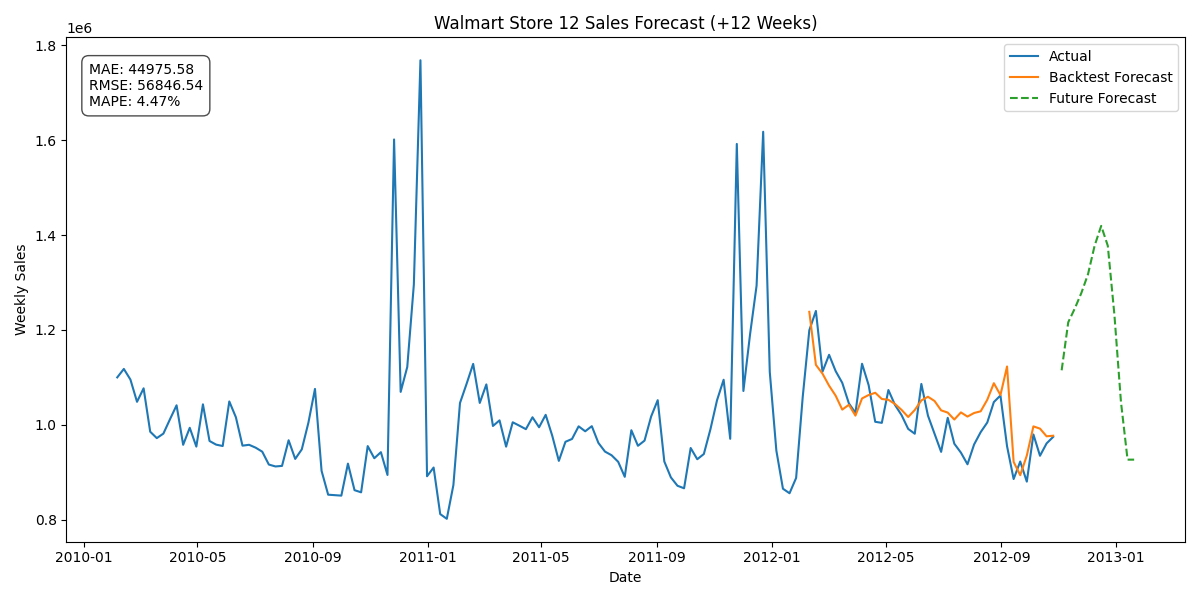 Walmart Store 12 Sales Forecast (+12 Weeks)
1e6
1.8
1.6
1.4
1.2
1.0
0.8
Weekly Sales
MAE: 44975.58
RMSE: 56846.54
MAPE: 4.47%
Actual
Backtest Forecast
Future Forecast
2010-01
2010-05
2010-09
2011-01
2011-05
2011-09
2012-01
2012-05
2012-09
2013-01
Date